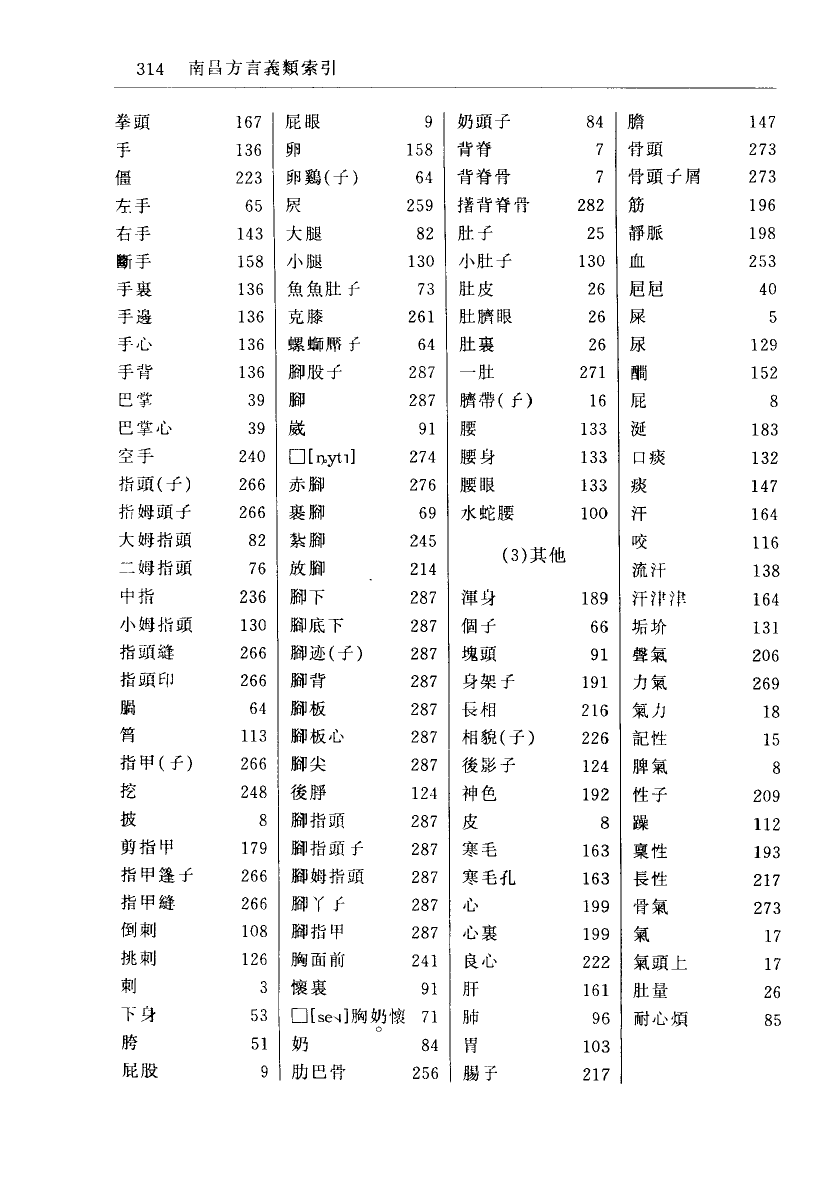 314 南昌方言義類索引
拳頭 167
手 136
僵 223
左手 65
右手 143
斷手 158
手裏 136
手邊 136
手心 136
手背 136
巴掌 39
巴掌心 39
空手 240
指頭(子) 266
指姆頭子 266
大姆指頭 82
二姆指頭 76
中指 236
小姆指頭 130
指頭縫 266
指頭印 266
腡 64
筲 113
指甲(子) 266
挖 248
披 8
剪指甲 179
指甲篷子 266
指甲縫 266
倒刺 108
挑刺 126
刺 3
下身 53
胯 51
屁股 9
屁眼 9
卵 158
卵鷄(子) 64
㞘 259
大腿 82
小腿 130
魚魚肚子 73
克膝 261
螺螄壓子 64
腳股子 287
腳 287
崴 91
□[n̠yt˥] 274
赤腳 276
裹腳 69
紮腳 245
放腳 214
腳下 287
腳底下 287
腳迹(子) 287
腳背 287
腳板 287
腳板心 287
腳尖 287
後脝 124
腳指頭 287
腳指頭子 287
腳姆指頭 287
腳丫子 287
腳指甲 287
胸面前 241
懷裏 91
□[se˨˩]胸奶懷 71
奶 84
肋巴骨 256
奶頭子 84
背脊 7
背脊骨 7
撐背脊骨 282
肚子 25
小肚子 130
肚皮 26
肚臍眼 26
肚裏 26
一肚 271
臍帶(子) 16
腰 133
腰身 133
腰眼 133
水蛇腰 100
(3)其他
渾身 189
個子 66
塊頭 91
身架子 191
長相 216
相貌(子) 226
後影子 124
神色 192
皮 8
寒毛 163
寒毛孔 163
心 199
心裏 199
良心 222
肝 161
肺 96
胃 103
腸子 217
膽 147
骨頭 273
骨頭子屑 273
筋 196
靜脈 198
血 253
㞎㞎 40
屎 5
尿 129
屙 152
屁 8
涎 183
口痰 132
痰 147
汗 164
咬 116
流汗 138
汗津津 164
垢圿 131
聲氣 206
力氣 269
氣力 18
記性 15
脾氣 8
性子 209
躁 112
稟性 193
長性 217
骨氣 273
氣 17
氣頭上 17
肚量 26
耐心煩 85